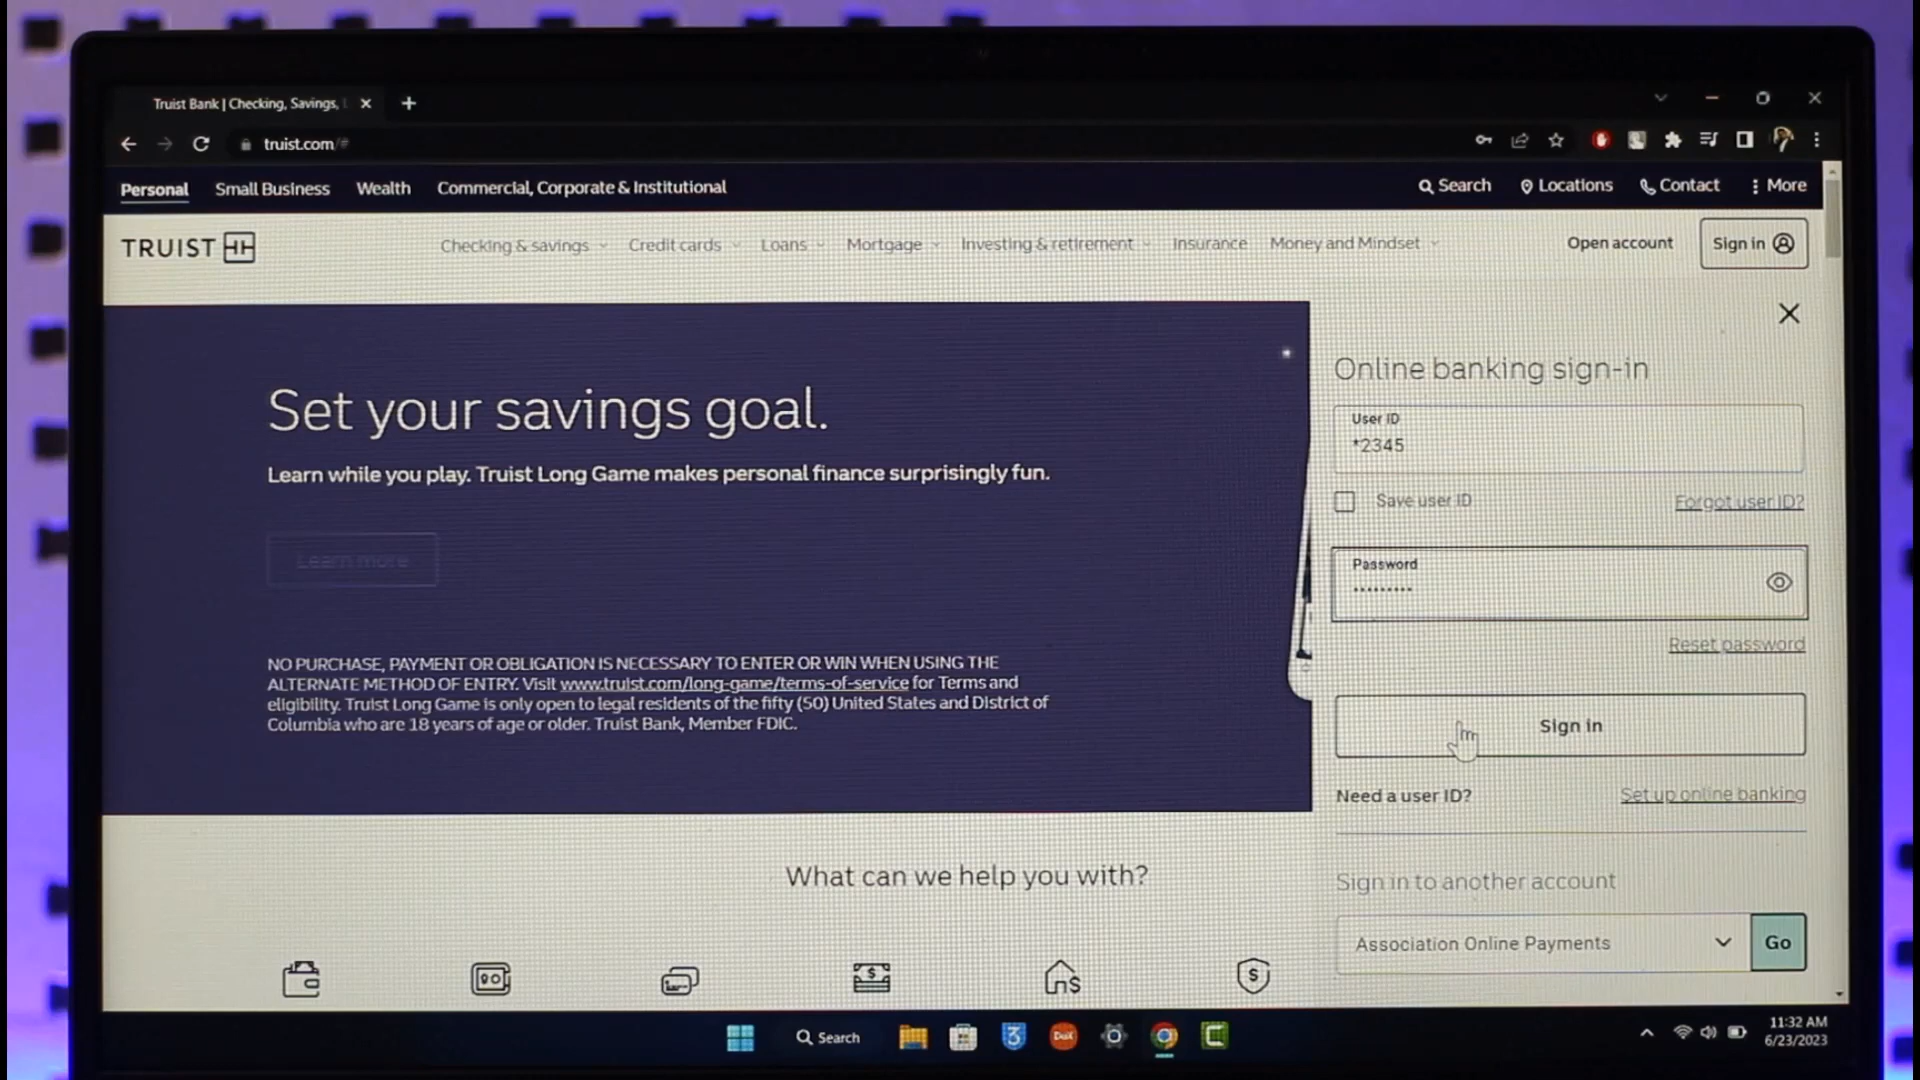 Truist Bank | Checking, Savings,
truist.com/#
Personal Small Business Wealth Commercial, Corporate & Institutional Search Locations Contact More
TRUIST Checking & savings Credit cards Loans Mortgage Investing & retirement Insurance Money and Mindset Open account Sign in
Set your savings goal.
Learn while you play. Truist Long Game makes personal finance surprisingly fun.
Learn more
NO PURCHASE, PAYMENT OR OBLIGATION IS NECESSARY TO ENTER OR WIN WHEN USING THE
ALTERNATE METHOD OF ENTRY. Visit www.truist.com/long-game/terms-of-service for Terms and
eligibility. Truist Long Game is only open to legal residents of the fifty (50) United States and District of
Columbia who are 18 years of age or older. Truist Bank, Member FDIC.
Online banking sign-in
User ID
*2345
Save user ID Forgot user ID?
Password
•••••••••
Reset password
Sign in
Need a user ID? Set up online banking
Sign in to another account
Association Online Payments Go
What can we help you with?
Search
11:32 AM
6/23/2023